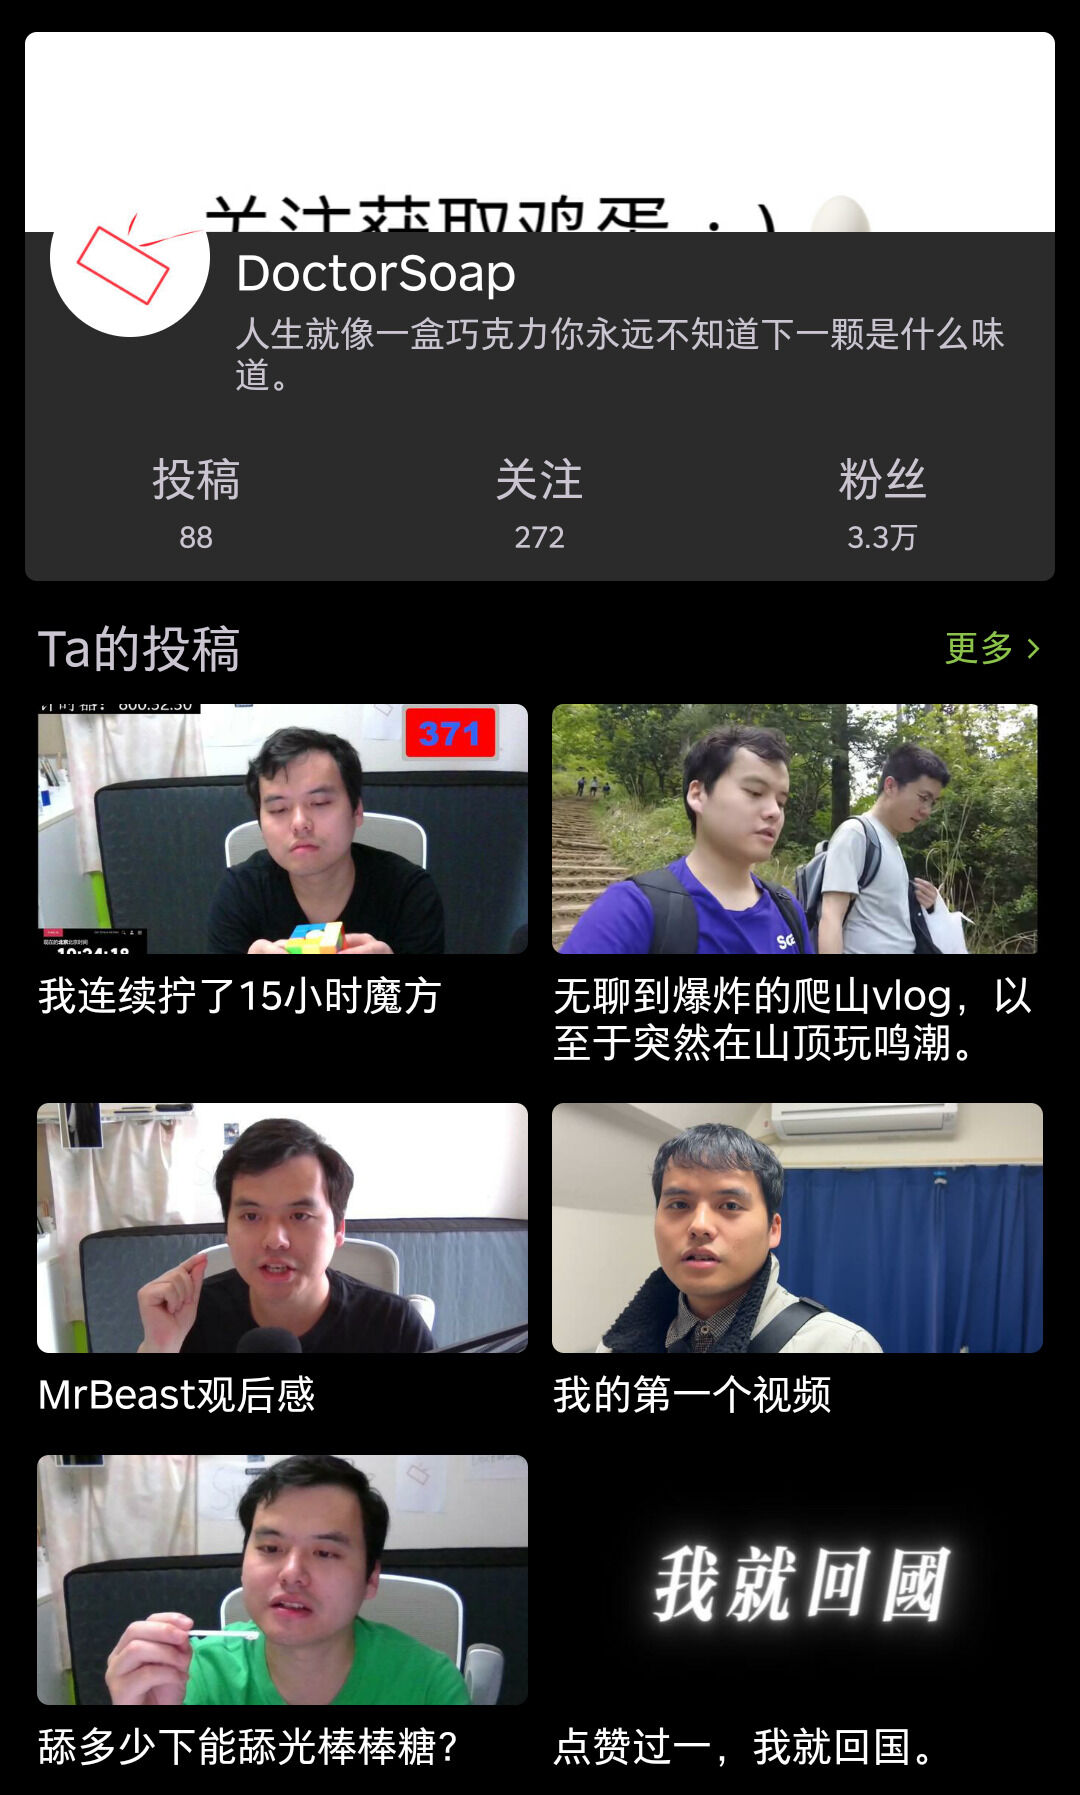 关注获取鸡蛋：)
DoctorSoap
人生就像一盒巧克力你永远不知道下一颗是什么味
道。
投稿
关注
粉丝
88
272
3.3万
Ta的投稿
更多
371
我连续拧了15小时魔方
无聊到爆炸的爬山vlog，以
至于突然在山顶玩鸣潮。
MrBeast观后感
我的第一个视频
我就回國
舔多少下能舔光棒棒糖？
点赞过一，我就回国。